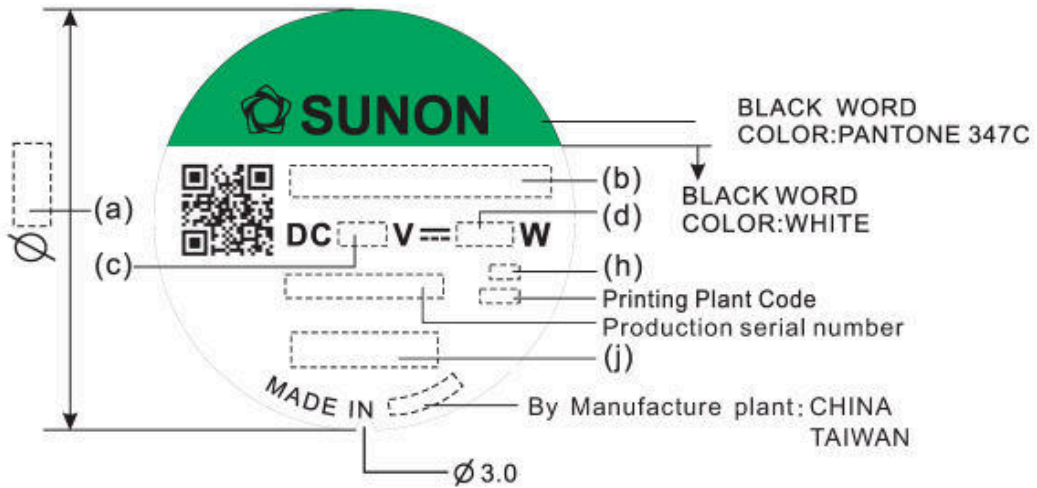 SUNON
BLACK WORD
COLOR:PANTONE 347C
(b)
BLACK WORD
COLOR:WHITE
(a)
(d)
DC V W
(c)
(h)
Printing Plant Code
Production serial number
(j)
MADE IN
By Manufacture plant: CHINA
TAIWAN
Ø
Ø 3.0